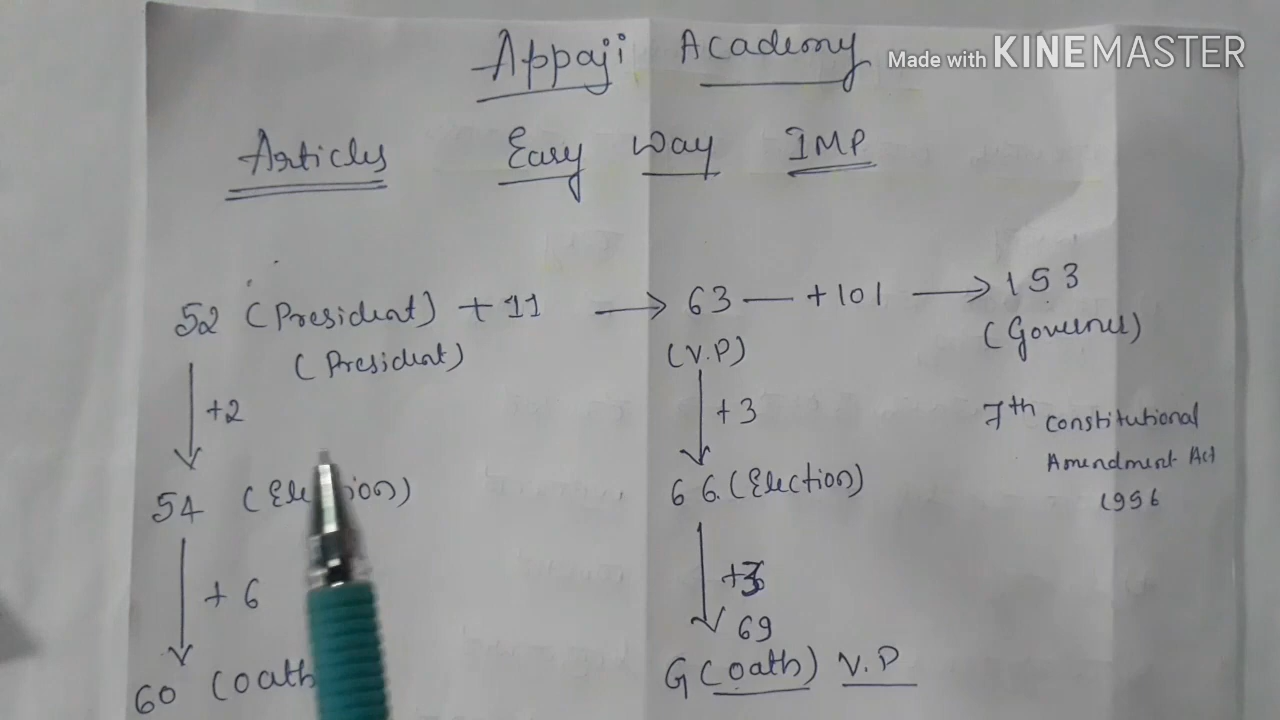 Appaji Academy
Made with KINEMASTER
Articles Easy Way IMP
52 (President) + 11 → 63 — +101 → 153
(President) (V.P) (Governer)
+2 +3 7th Constitutional
Amendment Act
1956
54 (Election) 66 (Election)
+ 6 +3
69
60 (Oath G (Oath) V.P